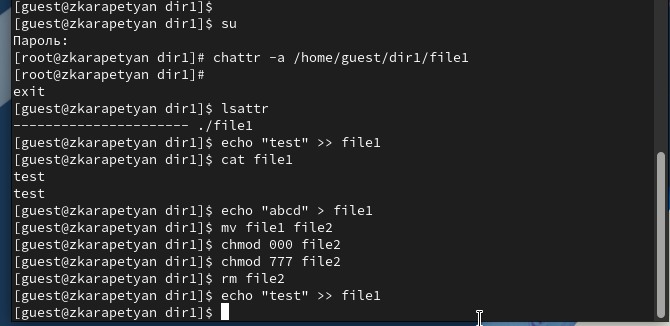 [guest@zkarapetyan dir1]$
[guest@zkarapetyan dir1]$ su
Пароль:
[root@zkarapetyan dir1]# chattr -a /home/guest/dir1/file1
[root@zkarapetyan dir1]#
exit
[guest@zkarapetyan dir1]$ lsattr
---------------------- ./file1
[guest@zkarapetyan dir1]$ echo "test" >> file1
[guest@zkarapetyan dir1]$ cat file1
test
test
[guest@zkarapetyan dir1]$ echo "abcd" > file1
[guest@zkarapetyan dir1]$ mv file1 file2
[guest@zkarapetyan dir1]$ chmod 000 file2
[guest@zkarapetyan dir1]$ chmod 777 file2
[guest@zkarapetyan dir1]$ rm file2
[guest@zkarapetyan dir1]$ echo "test" >> file1
[guest@zkarapetyan dir1]$